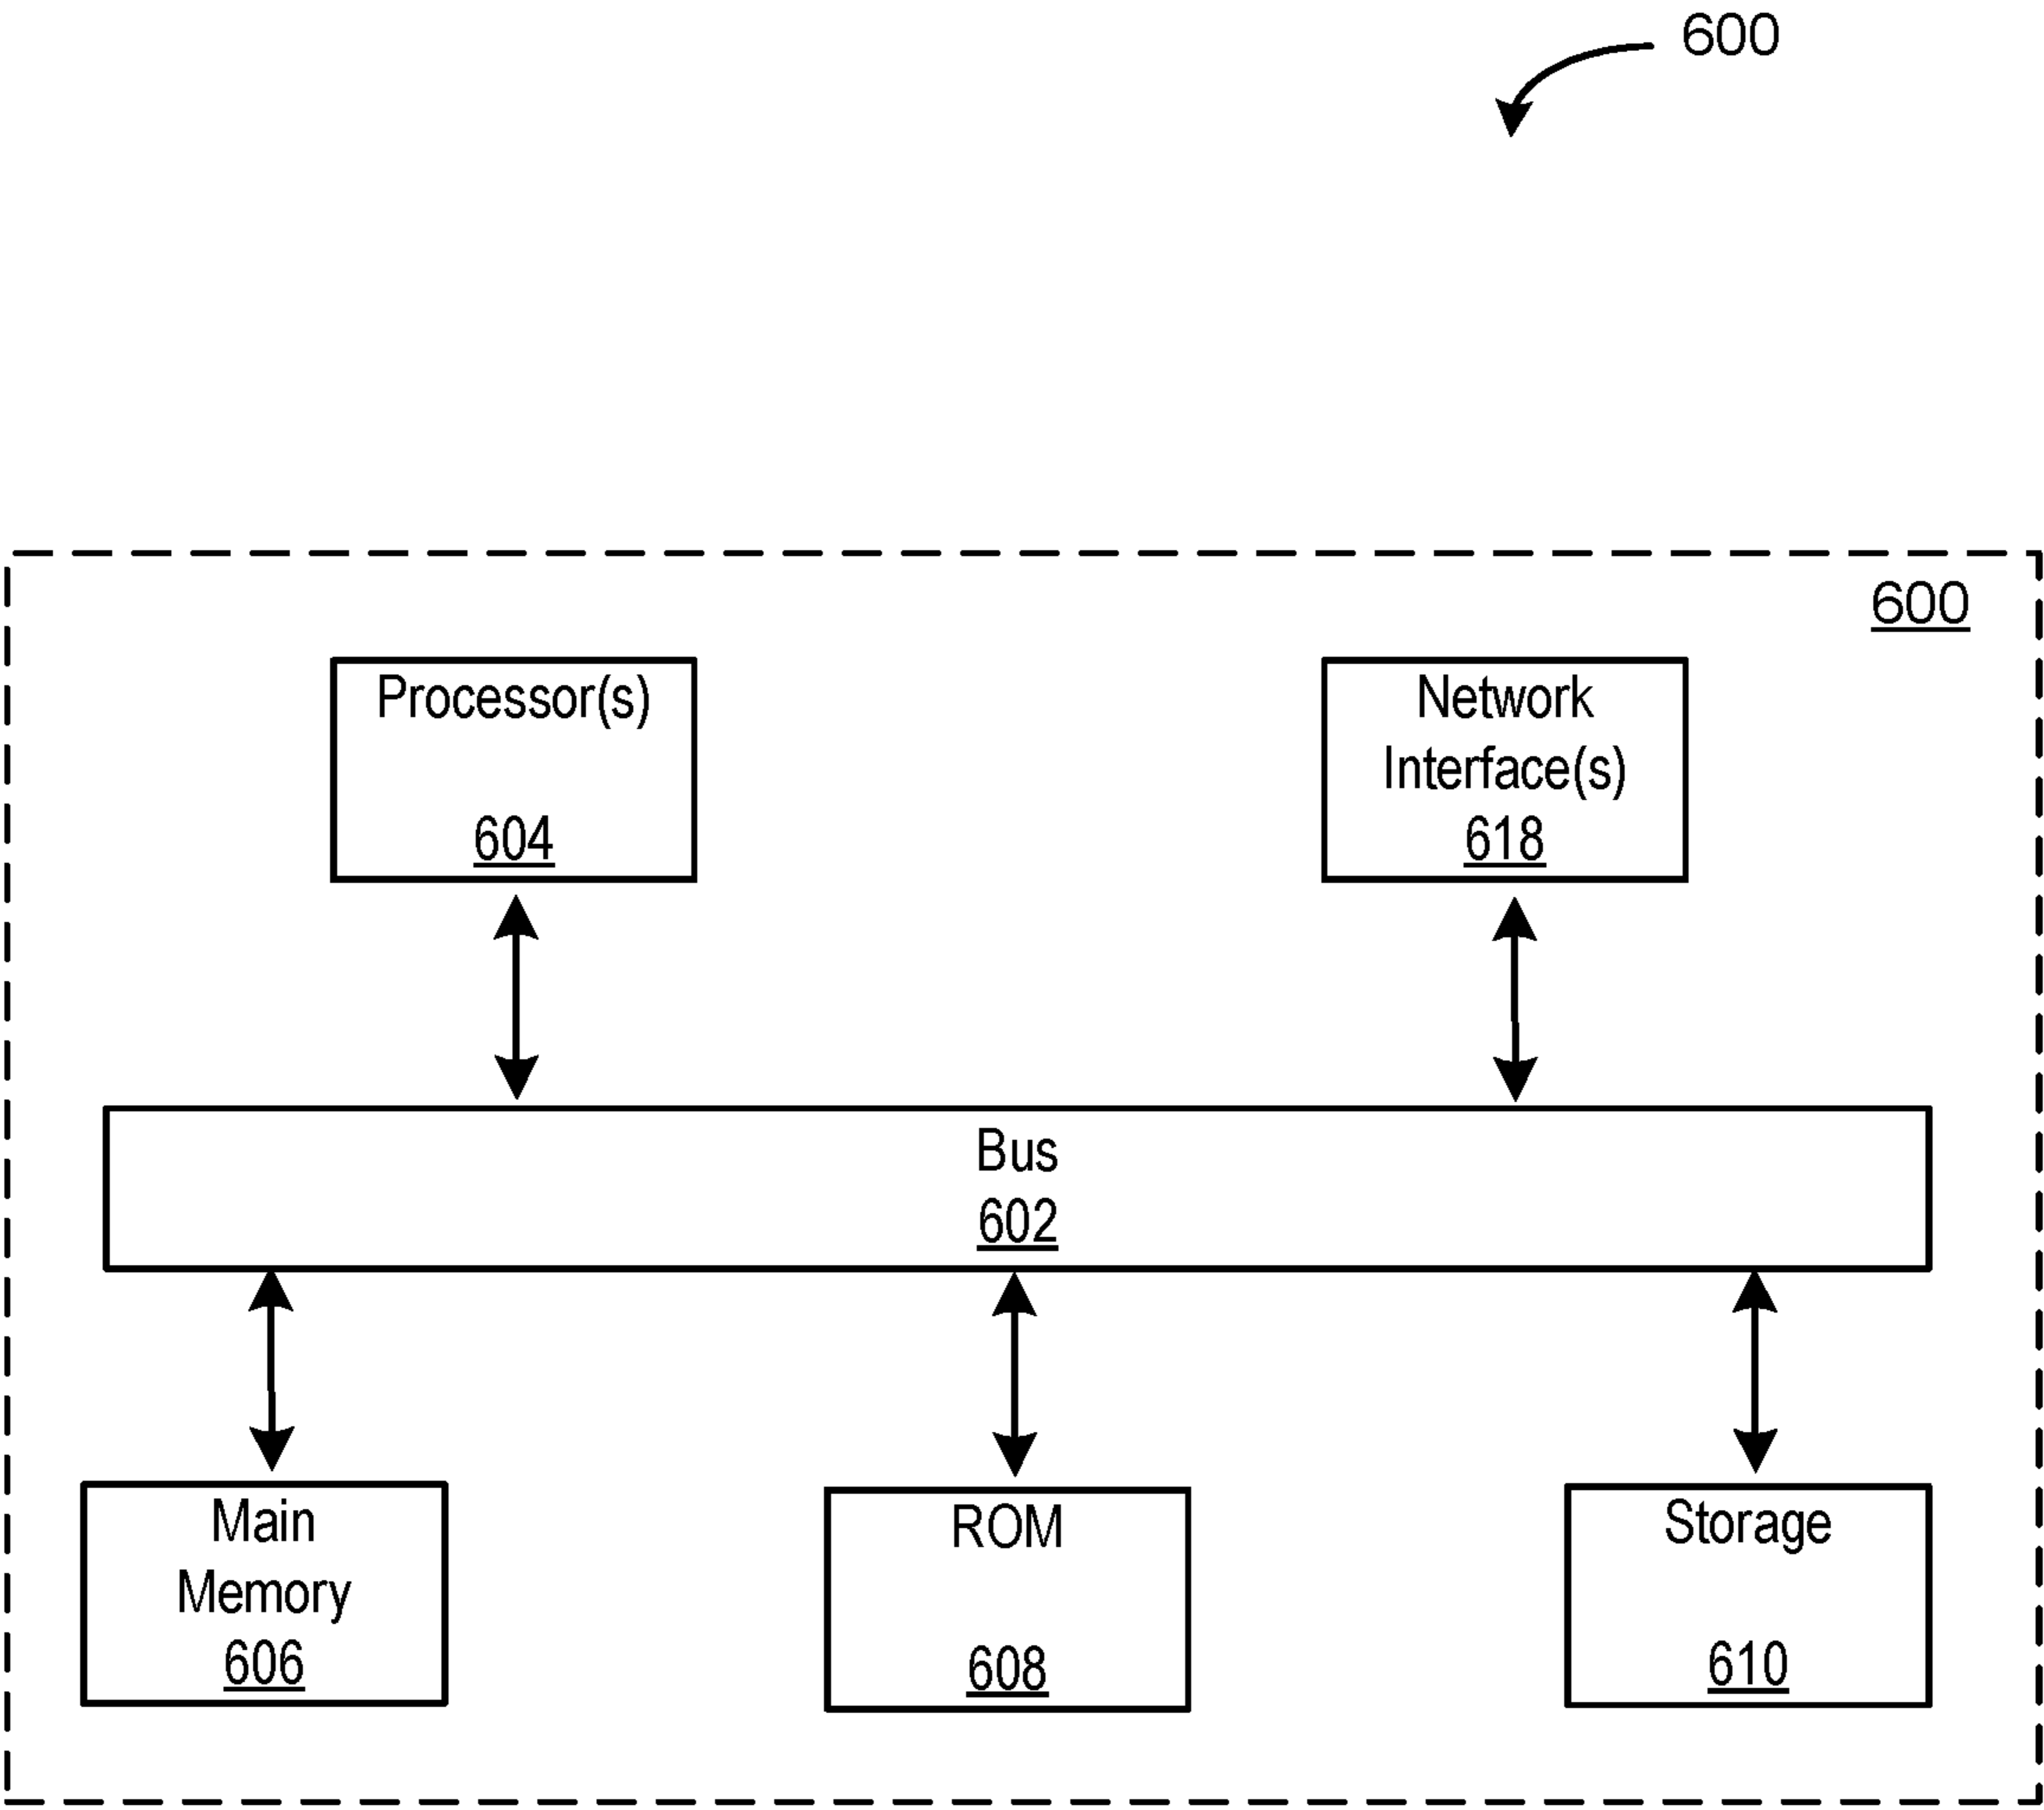 600
600
Processor(s)
604
Network
Interface(s)
618
Bus
602
Main
Memory
606
ROM
608
Storage
610